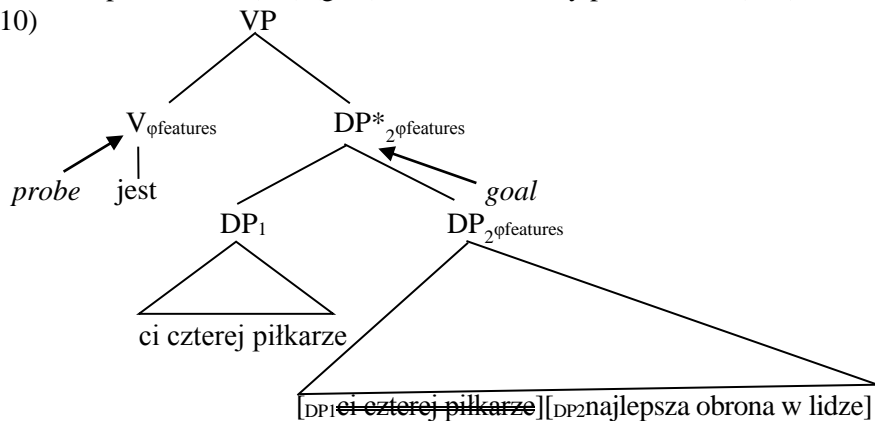 10) VP
Vφfeatures DP*2φfeatures
probe jest goal
DP1 DP2φfeatures
ci czterej piłkarze
[DP1ci czterej piłkarze][DP2najlepsza obrona w lidze]